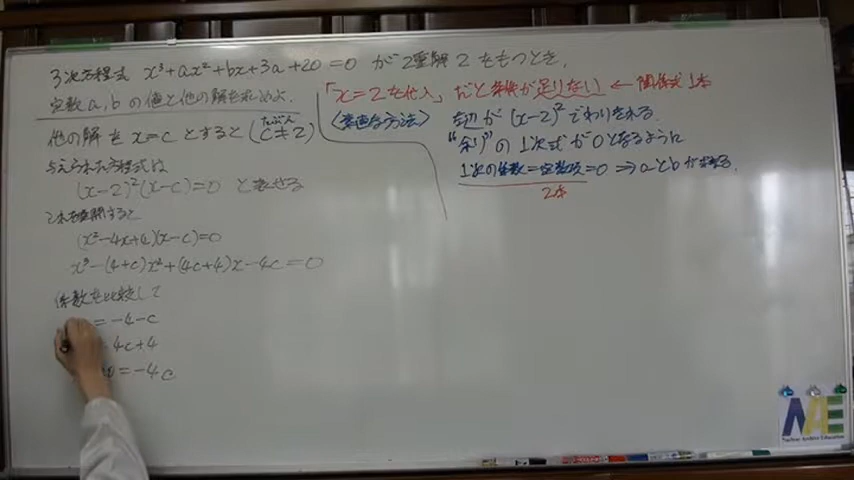 3次方程式 x³+ax²+bx+3a+20=0 が 2重解 2 をもつとき、
定数a,b の値と他の解を求めよ。
「x=2を代入」だと条件が足りない ← 関係式1本
〈素直な方法〉 左辺が (x-2)² でわりきれる。
"余り" の1次式が0となるように
1次の係数=定数項=0 ⇒ aとbが求まる。
2本
他の解を x=c とすると (たぶん c≠2)
与えられた方程式は
(x-2)²(x-c)=0 と表せる
これを展開すると
(x²-4x+4)(x-c)=0
x³-(4+c)x²+(4c+4)x-4c=0
係数を比較して
=-4-c
4c+4
=-4c
NAE